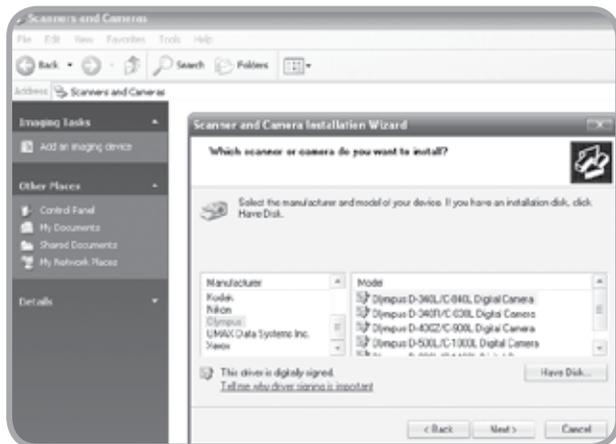 Scanners and Cameras
File Edit View Favorites Tools Help
Back Search Folders
Address Scanners and Cameras
Imaging Tasks
Add an imaging device
Other Places
Control Panel
My Documents
Shared Documents
My Network Places
Details
Scanner and Camera Installation Wizard
Which scanner or camera do you want to install?
Select the manufacturer and model of your device. If you have an installation disk, click
Have Disk.
Manufacturer
Kodak
Nikon
Olympus
UMAX Data Systems Inc.
Xerox
Model
Olympus D-340L/C-840L Digital Camera
Olympus D-340R/C-830L Digital Camera
Olympus D-400Z/C-900L Digital Camera
Olympus D-500L/C-1000L Digital Camera
This driver is digitally signed.
Tell me why driver signing is important
Have Disk...
< Back Next > Cancel